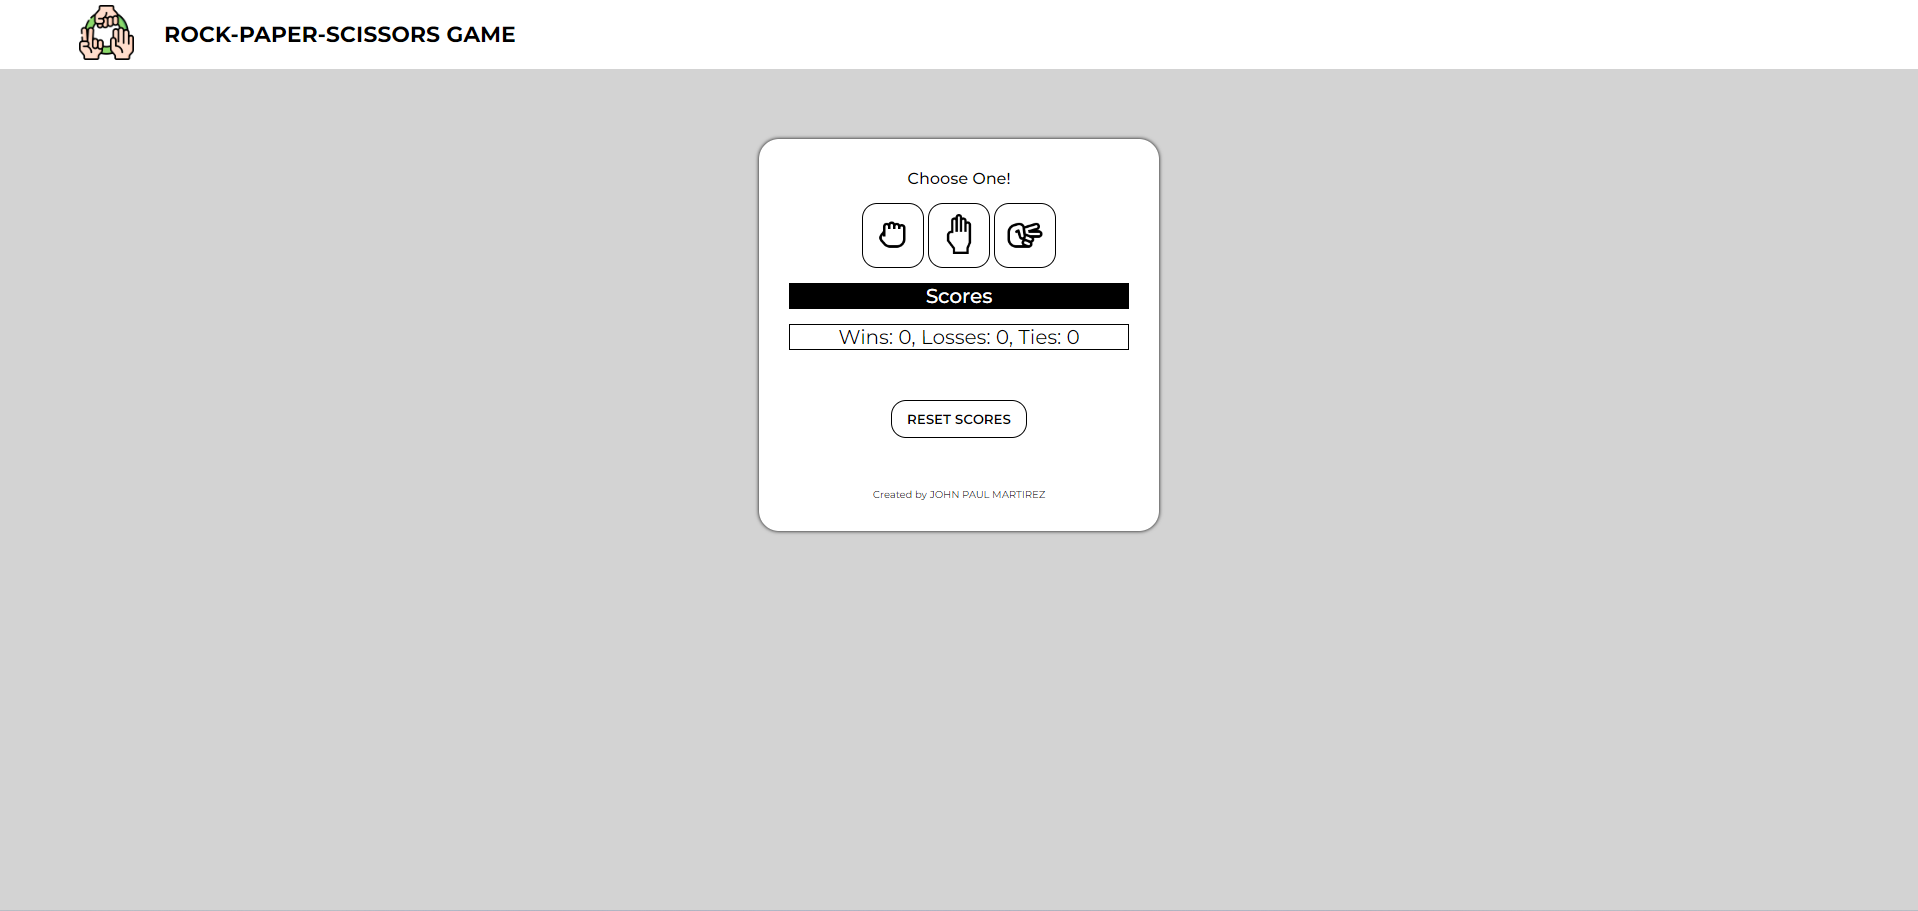 ROCK-PAPER-SCISSORS GAME
Choose One!
Scores
Wins: 0, Losses: 0, Ties: 0
RESET SCORES
Created by JOHN PAUL MARTIREZ